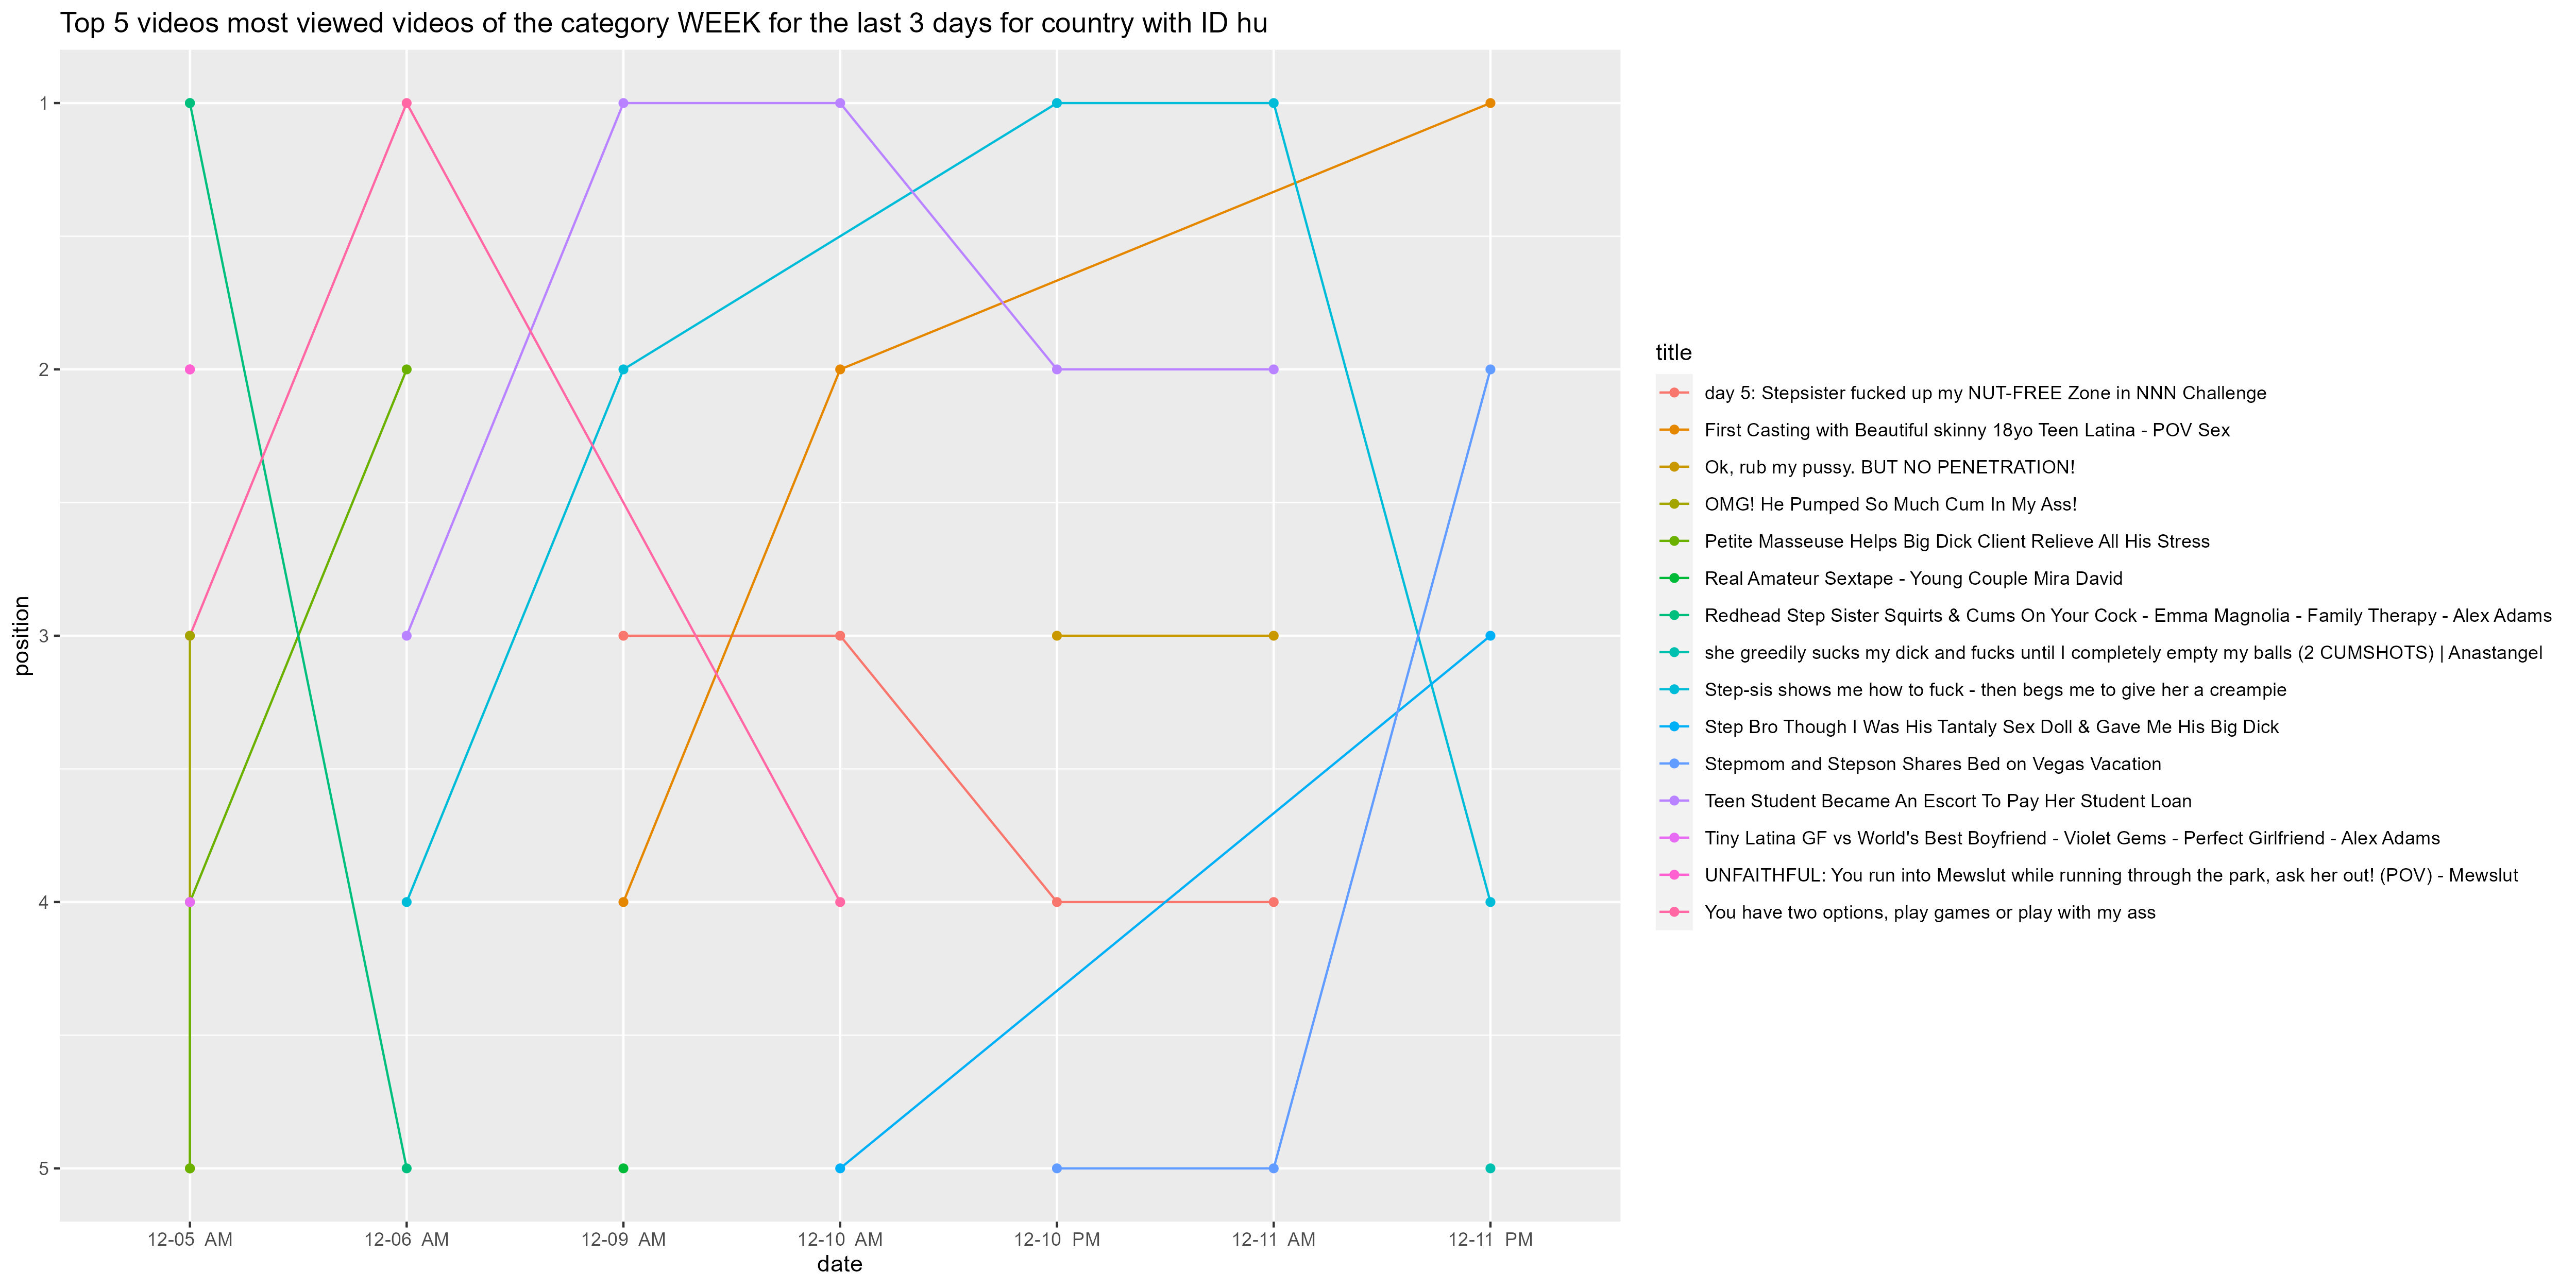 Top 5 videos most viewed videos of the category WEEK for the last 3 days for country with ID hu
position
1
2
3
4
5
12-05 AM
12-06 AM
12-09 AM
12-10 AM
12-10 PM
12-11 AM
12-11 PM
date
title
day 5: Stepsister fucked up my NUT-FREE Zone in NNN Challenge
First Casting with Beautiful skinny 18yo Teen Latina - POV Sex
Ok, rub my pussy. BUT NO PENETRATION!
OMG! He Pumped So Much Cum In My Ass!
Petite Masseuse Helps Big Dick Client Relieve All His Stress
Real Amateur Sextape - Young Couple Mira David
Redhead Step Sister Squirts & Cums On Your Cock - Emma Magnolia - Family Therapy - Alex Adams
she greedily sucks my dick and fucks until I completely empty my balls (2 CUMSHOTS) | Anastangel
Step-sis shows me how to fuck - then begs me to give her a creampie
Step Bro Though I Was His Tantaly Sex Doll & Gave Me His Big Dick
Stepmom and Stepson Shares Bed on Vegas Vacation
Teen Student Became An Escort To Pay Her Student Loan
Tiny Latina GF vs World's Best Boyfriend - Violet Gems - Perfect Girlfriend - Alex Adams
UNFAITHFUL: You run into Mewslut while running through the park, ask her out! (POV) - Mewslut
You have two options, play games or play with my ass